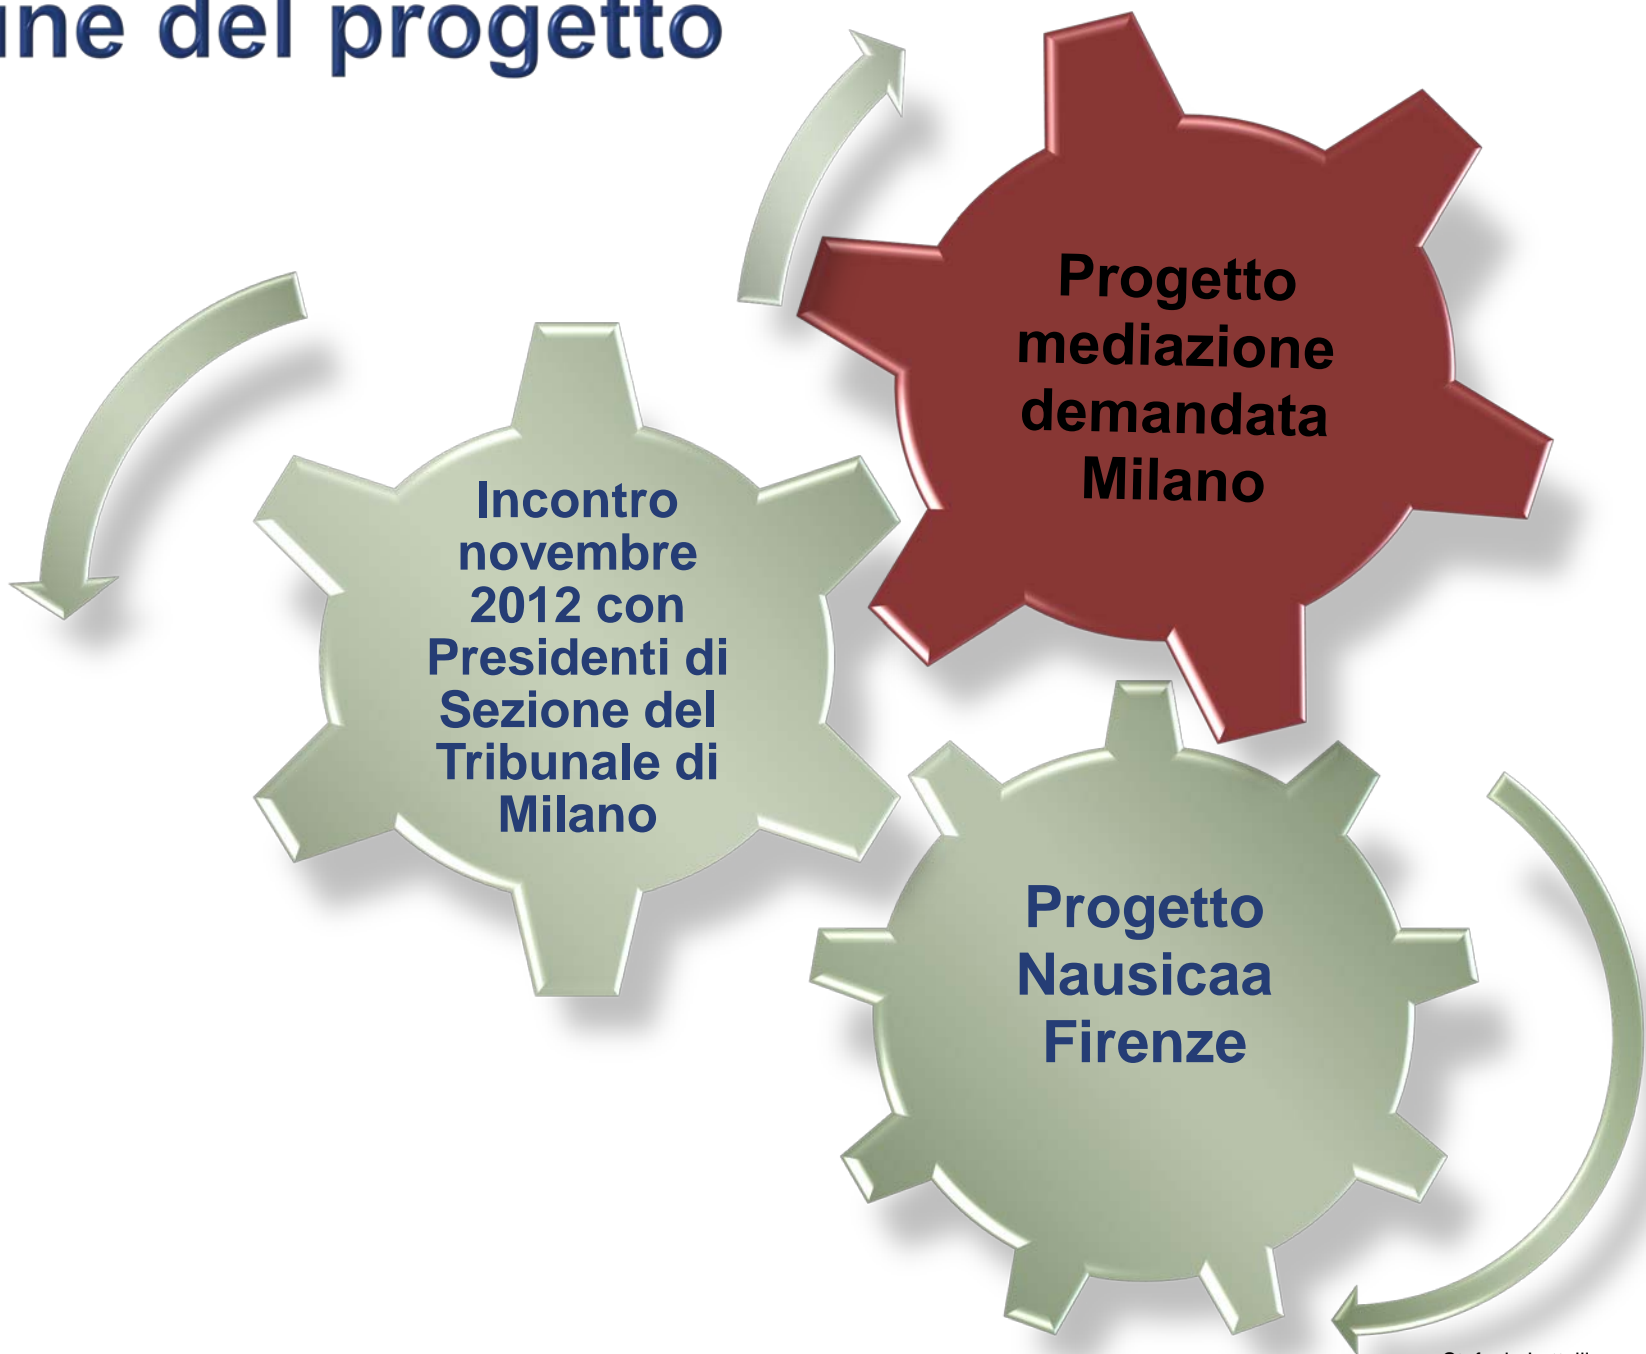 del progetto
Progetto
mediazione
demandata
Milano
Incontro
novembre
2012 con
Presidenti di
Sezione del
Tribunale di
Milano
Progetto
Nausicaa
Firenze